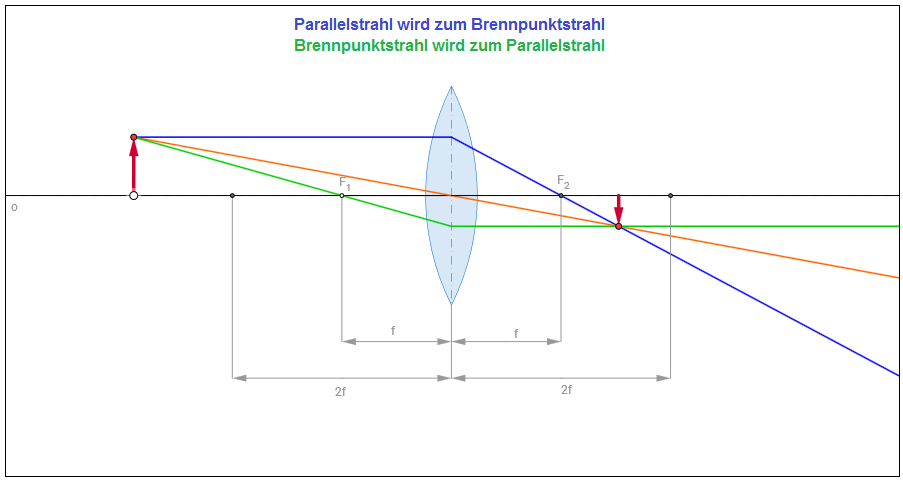 Parallelstrahl wird zum Brennpunktstrahl
Brennpunktstrahl wird zum Parallelstrahl
F1
F2
o
f
f
2f
2f